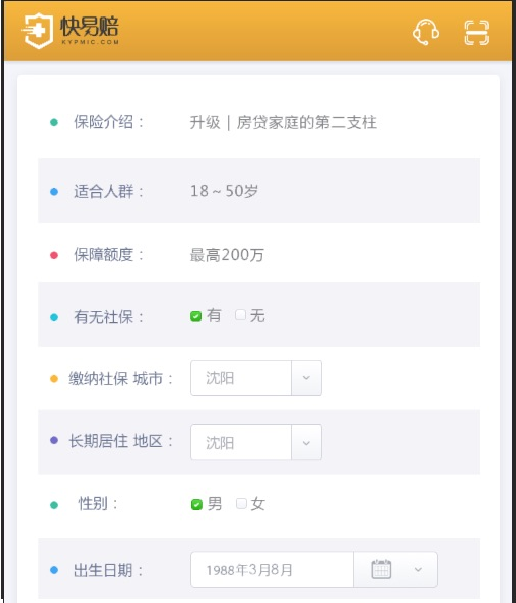 快易赔
KYPMIC.COM
保险介绍： 升级｜房贷家庭的第二支柱
适合人群： 18～50岁
保障额度： 最高200万
有无社保： 有 无
缴纳社保 城市： 沈阳
长期居住 地区： 沈阳
性别： 男 女
出生日期： 1988年3月8月